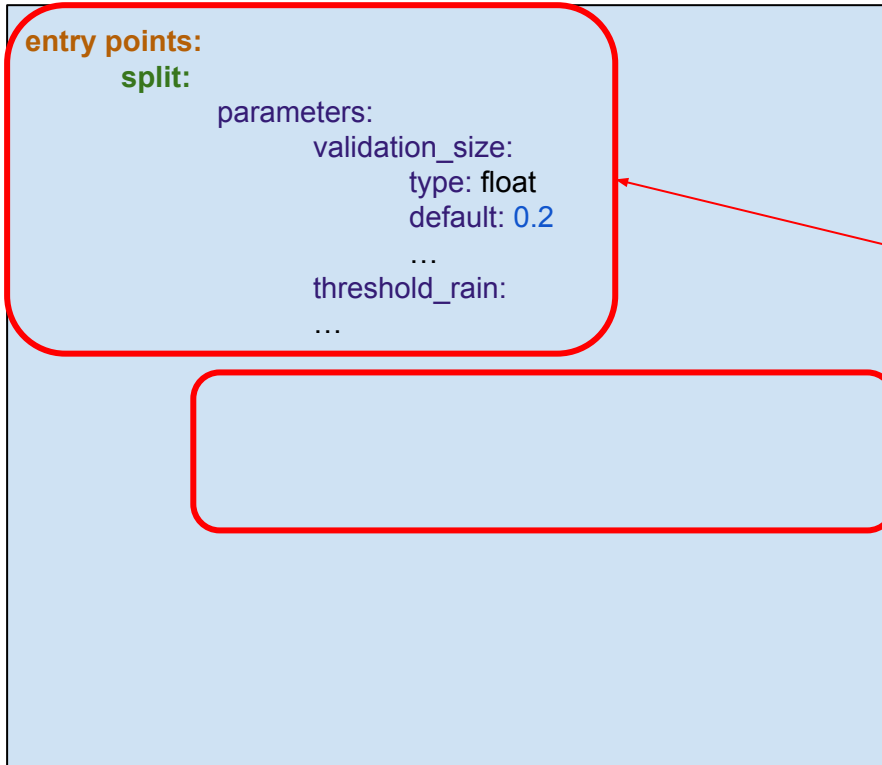 entry points:
split:
parameters:
validation_size:
type: float
default: 0.2
…
threshold_rain:
…